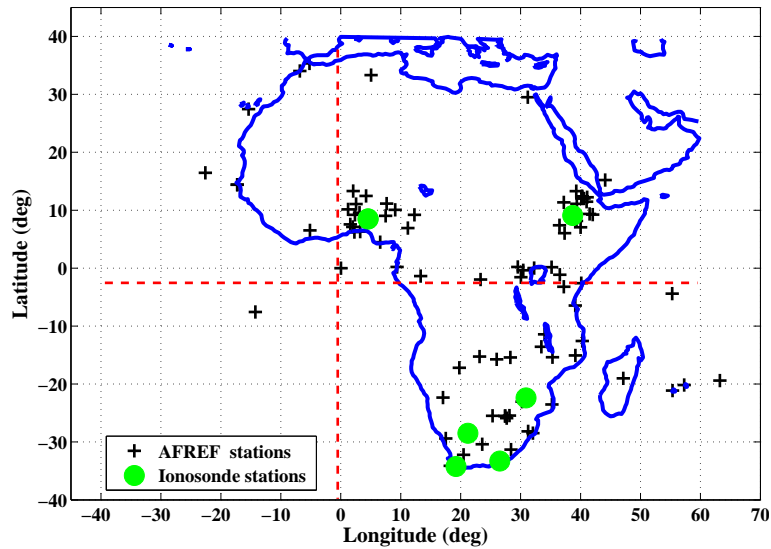 Latitude (deg)
40
30
20
10
0
−10
−20
−30
−40
AFREF stations
Ionosonde stations
−40 −30 −20 −10 0 10 20 30 40 50 60 70
Longitude (deg)